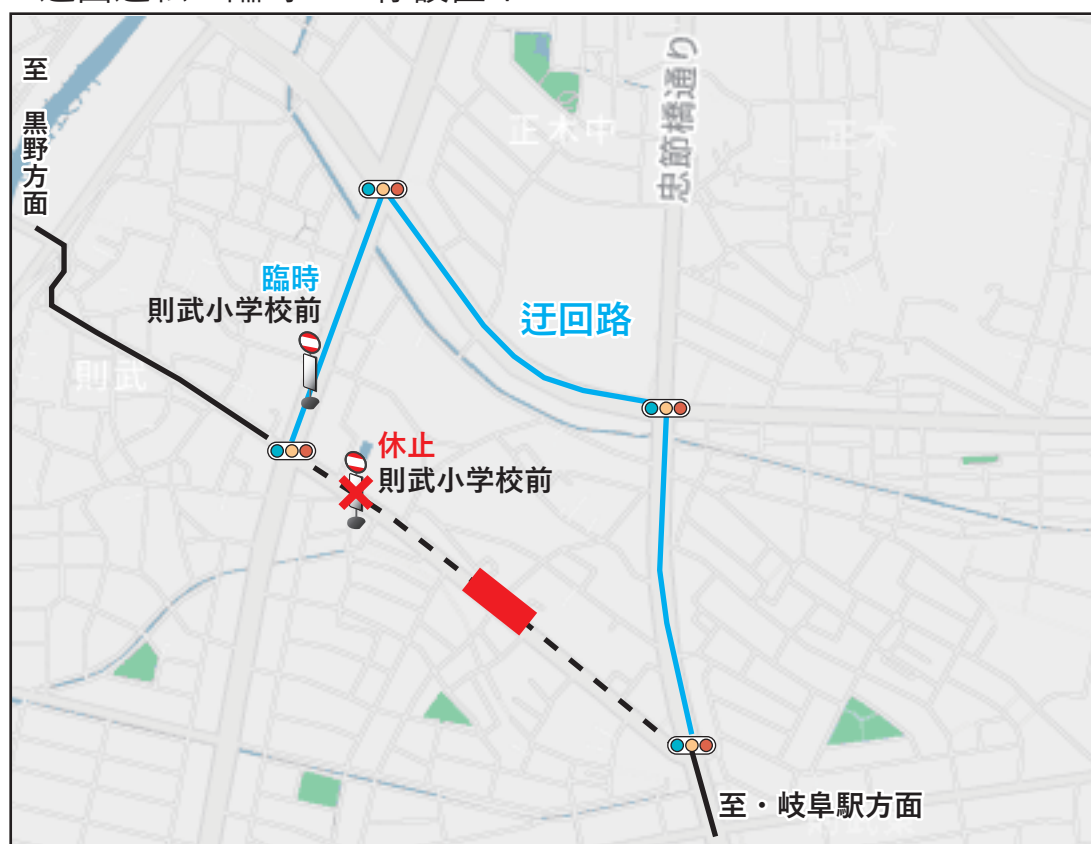 至 黒野方面
正木中
正木
忠節橋通り
臨時
則武小学校前
迂回路
則武
休止
則武小学校前
至・岐阜駅方面